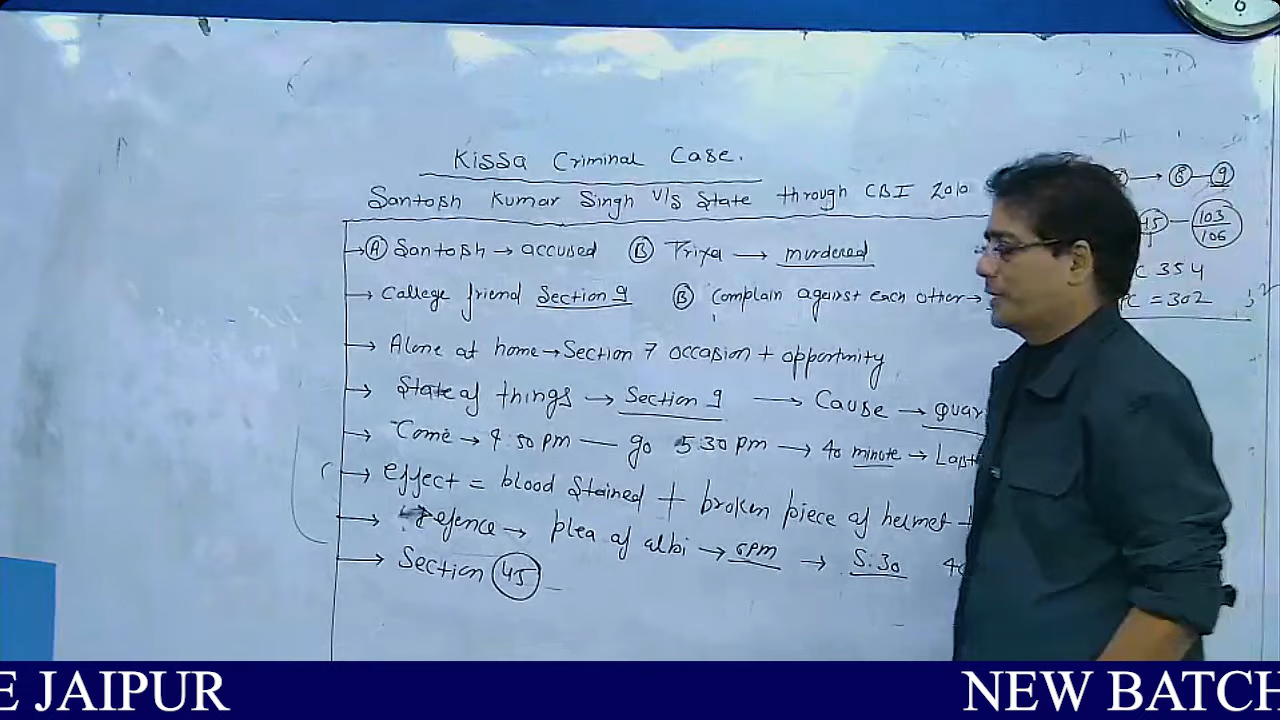 Kissa Criminal Case.
Santosh Kumar Singh V/s State through CBI 2010
→ Ⓐ Santosh → accused Ⓑ Priya → murdered
→ College friend Section 9 Ⓑ Complain against each other →
→ Alone at home → Section 7 occasion + opportunity
→ State of things → Section 9 → Cause → quar
→ Come → 4:50 pm — go 5:30 pm → 40 minute →
→ effect = blood stained + broken piece of helmet +
→ Defence → plea of albi → 6pm → 5:30 40
→ Section 45
→ 8 – 9
45 – 103
106
C 354
PC = 302
E JAIPUR
NEW BATCH
6